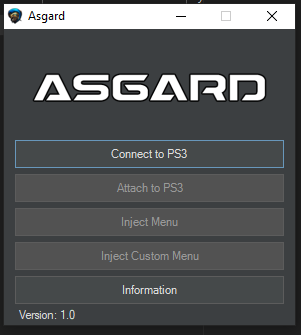 Asgard
ASGARD
Connect to PS3
Attach to PS3
Inject Menu
Inject Custom Menu
Information
Version: 1.0